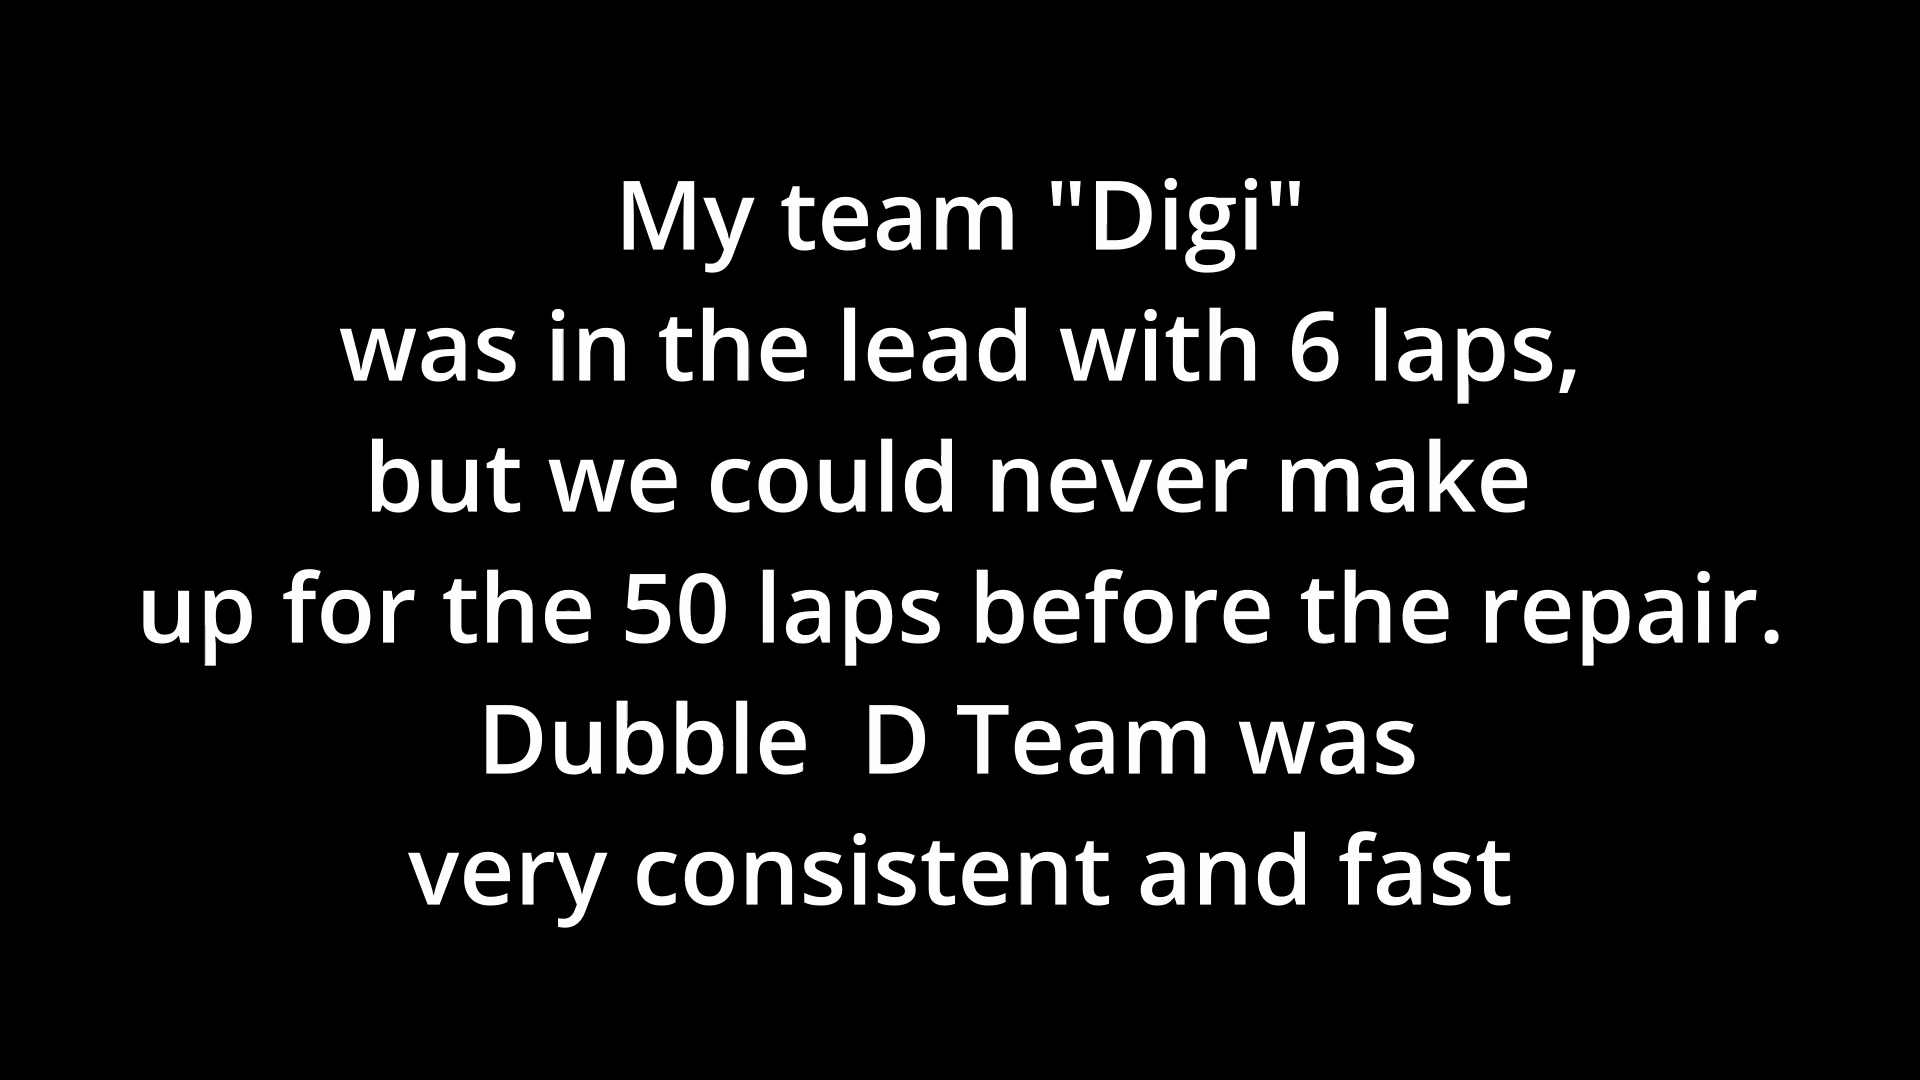 My team "Digi"
was in the lead with 6 laps,
but we could never make
up for the 50 laps before the repair.
Dubble  D Team was
very consistent and fast